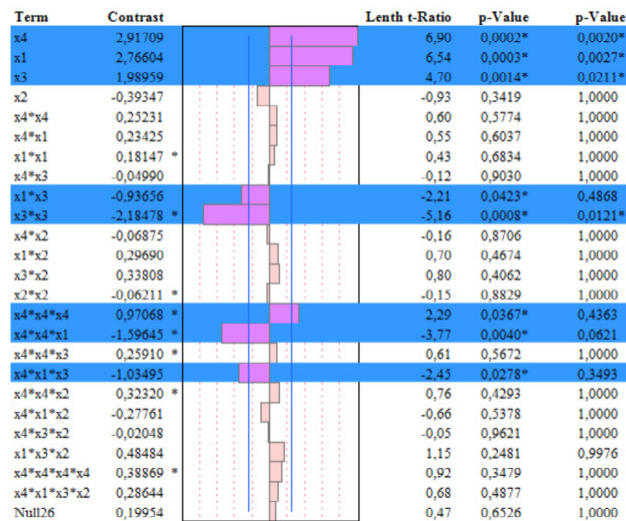 Term Contrast Lenth t-Ratio p-Value p-Value
x4 2,91709 6,90 0,0002* 0,0020*
x1 2,76604 6,54 0,0003* 0,0027*
x3 1,98959 4,70 0,0014* 0,0211*
x2 -0,39347 -0,93 0,3419 1,0000
x4*x4 0,25231 0,60 0,5774 1,0000
x4*x1 0,23425 0,55 0,6037 1,0000
x1*x1 0,18147 * 0,43 0,6834 1,0000
x4*x3 -0,04990 -0,12 0,9030 1,0000
x1*x3 -0,93656 -2,21 0,0423* 0,4868
x3*x3 -2,18478 * -5,16 0,0008* 0,0121*
x4*x2 -0,06875 -0,16 0,8706 1,0000
x1*x2 0,29690 0,70 0,4674 1,0000
x3*x2 0,33808 0,80 0,4062 1,0000
x2*x2 -0,06211 * -0,15 0,8829 1,0000
x4*x4*x4 0,97068 * 2,29 0,0367* 0,4363
x4*x4*x1 -1,59645 * -3,77 0,0040* 0,0621
x4*x4*x3 0,25910 * 0,61 0,5672 1,0000
x4*x1*x3 -1,03495 -2,45 0,0278* 0,3493
x4*x4*x2 0,32320 * 0,76 0,4293 1,0000
x4*x1*x2 -0,27761 -0,66 0,5378 1,0000
x4*x3*x2 -0,02048 -0,05 0,9621 1,0000
x1*x3*x2 0,48484 1,15 0,2481 0,9976
x4*x4*x4*x4 0,38869 * 0,92 0,3479 1,0000
x4*x1*x3*x2 0,28644 0,68 0,4877 1,0000
Null26 0,19954 0,47 0,6526 1,0000